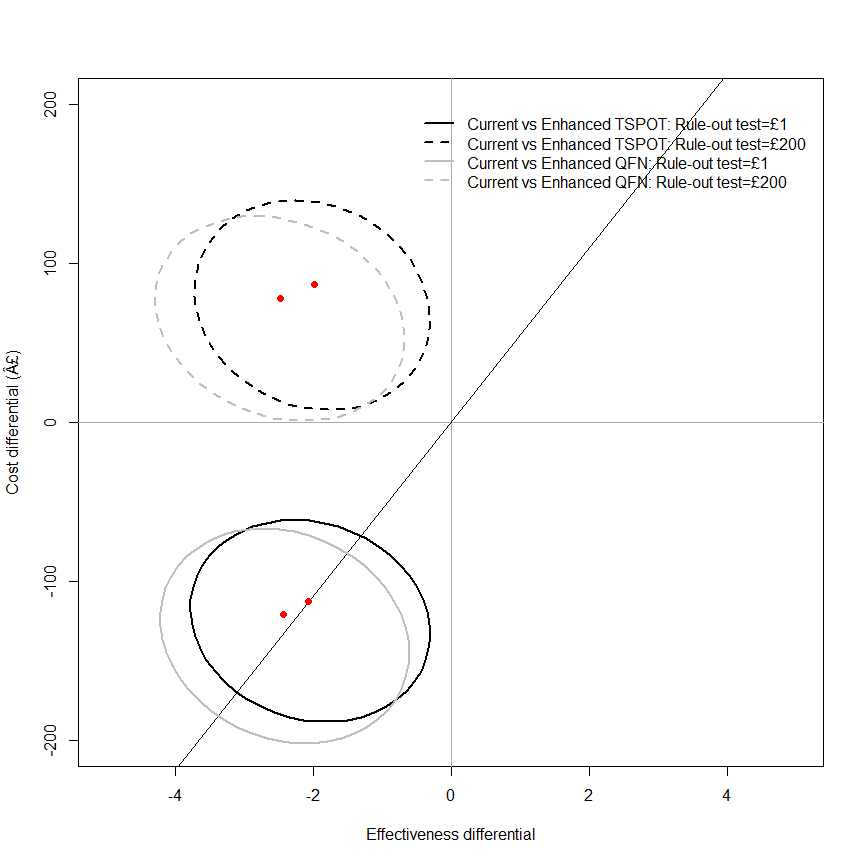 200
100
0
-100
-200
Cost differential (Â£)
Current vs Enhanced TSPOT: Rule-out test=£1
Current vs Enhanced TSPOT: Rule-out test=£200
Current vs Enhanced QFN: Rule-out test=£1
Current vs Enhanced QFN: Rule-out test=£200
-4 -2 0 2 4
Effectiveness differential